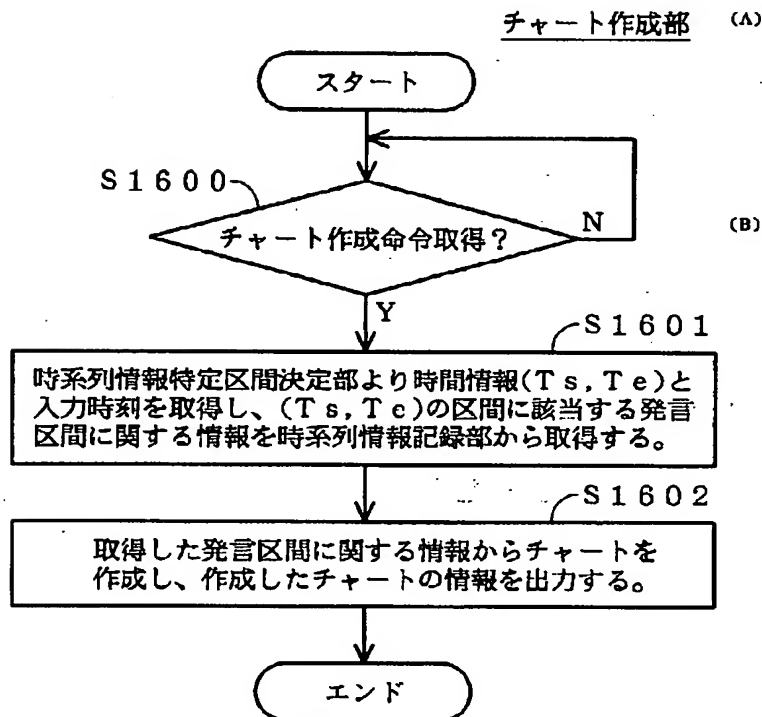 チャート作成部 (A)
スタート
S1600
チャート作成命令取得？
N
(B)
Y
S1601
時系列情報特定区間決定部より時間情報(Ts, Te)と
入力時刻を取得し、(Ts, Tc)の区間に該当する発言
区間に関する情報を時系列情報記録部から取得する。
S1602
取得した発言区間に関する情報からチャートを
作成し、作成したチャートの情報を出力する。
エンド